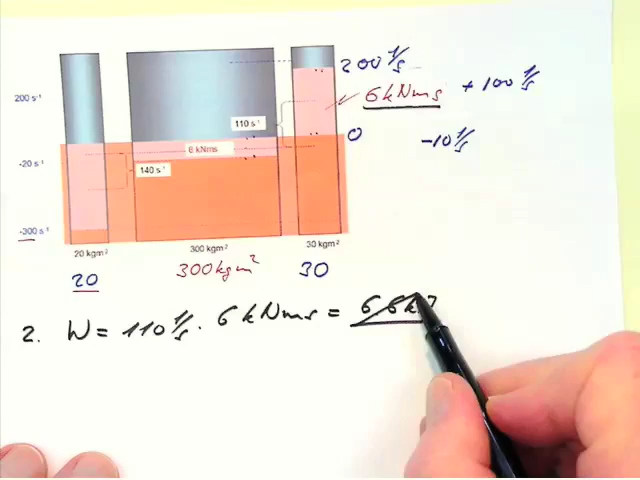 200 1/s
200 s⁻¹
6 kNms
+100 1/s
110 s⁻¹
0
-10 1/s
6 kNms
-20 s⁻¹
140 s⁻¹
-300 s⁻¹
20 kgm²
300 kgm²
30 kgm²
20
300 kgm²
30
2. W = 110 1/s · 6 kNms =